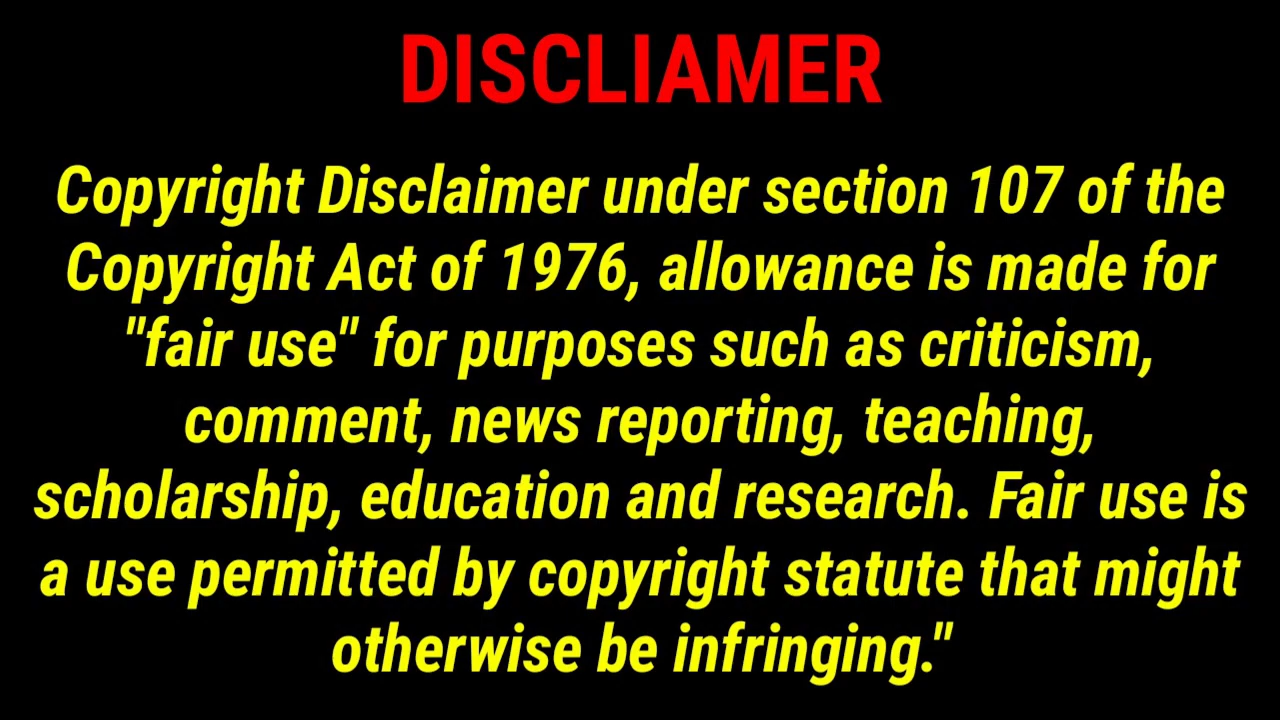 DISCLIAMER
Copyright Disclaimer under section 107 of the
Copyright Act of 1976, allowance is made for
"fair use" for purposes such as criticism,
comment, news reporting, teaching,
scholarship, education and research. Fair use is
a use permitted by copyright statute that might
otherwise be infringing."